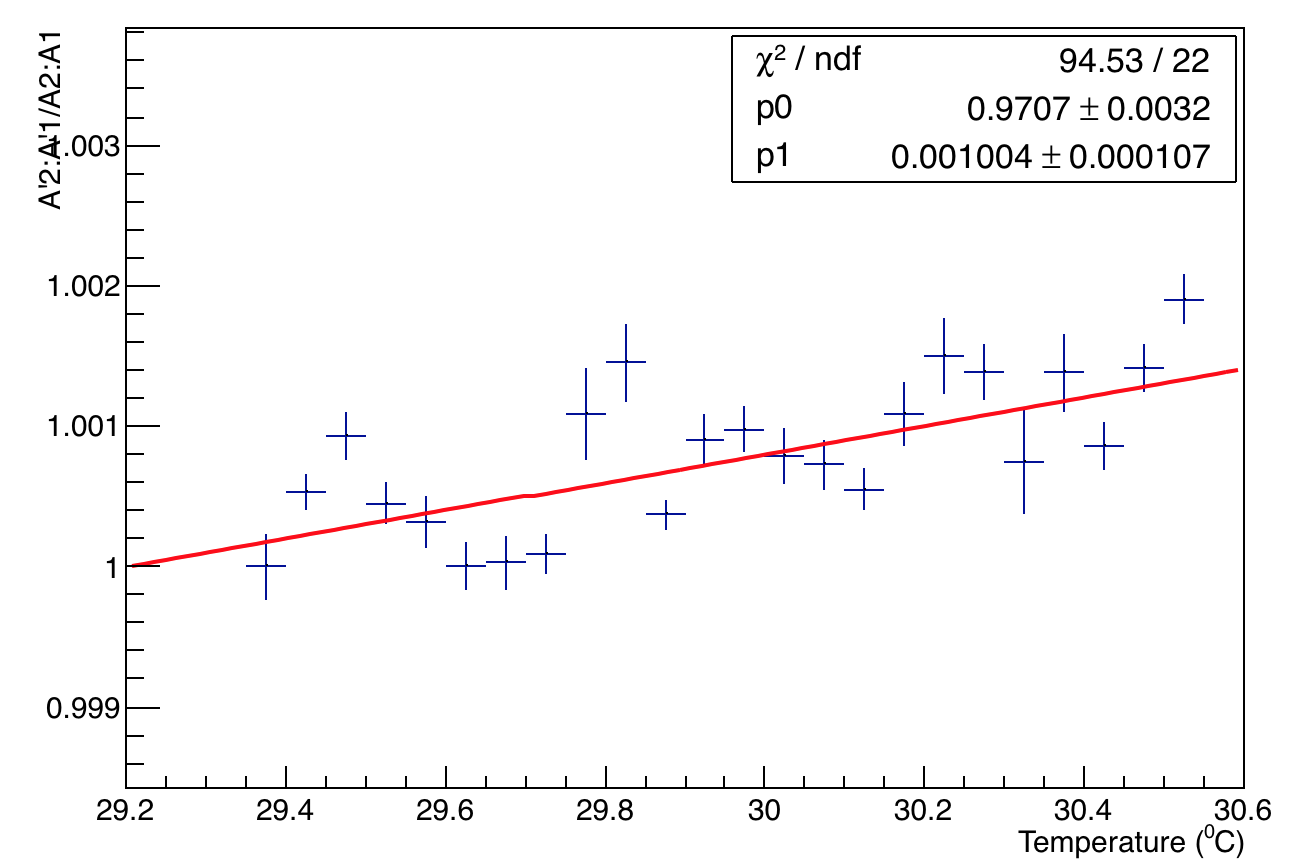 A'2:A'1/A2:A1
χ² / ndf 94.53 / 22
p0 0.9707 ± 0.0032
p1 0.001004 ± 0.000107
1.003
1.002
1.001
1
0.999
29.2 29.4 29.6 29.8 30 30.2 30.4 30.6
Temperature (⁰C)